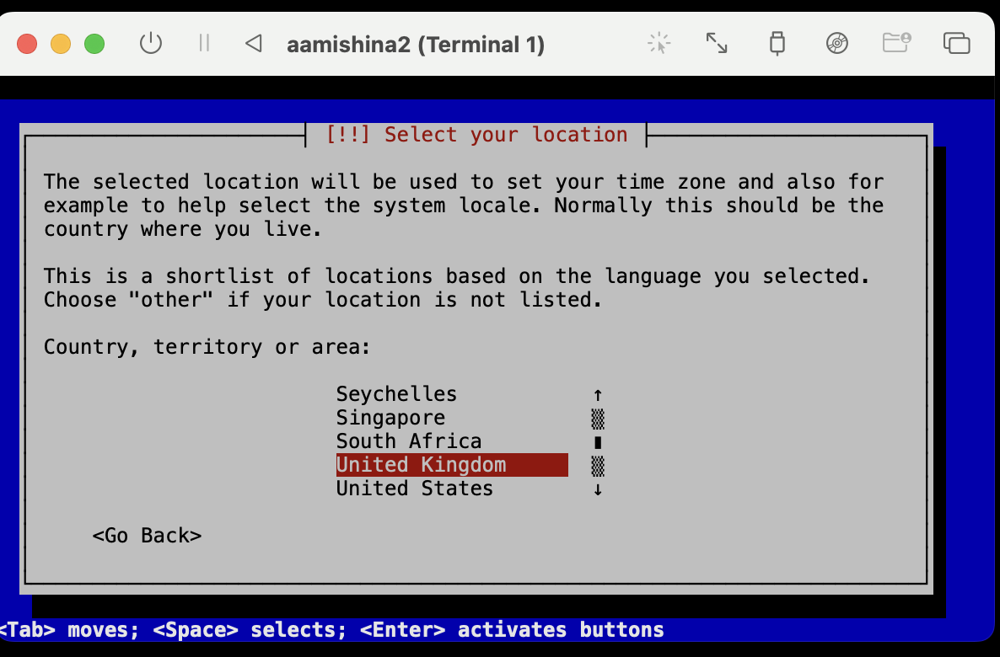 aamishina2 (Terminal 1)
[!!] Select your location
The selected location will be used to set your time zone and also for
example to help select the system locale. Normally this should be the
country where you live.
This is a shortlist of locations based on the language you selected.
Choose "other" if your location is not listed.
Country, territory or area:
Seychelles ↑
Singapore
South Africa
United Kingdom
United States ↓
<Go Back>
<Tab> moves; <Space> selects; <Enter> activates buttons